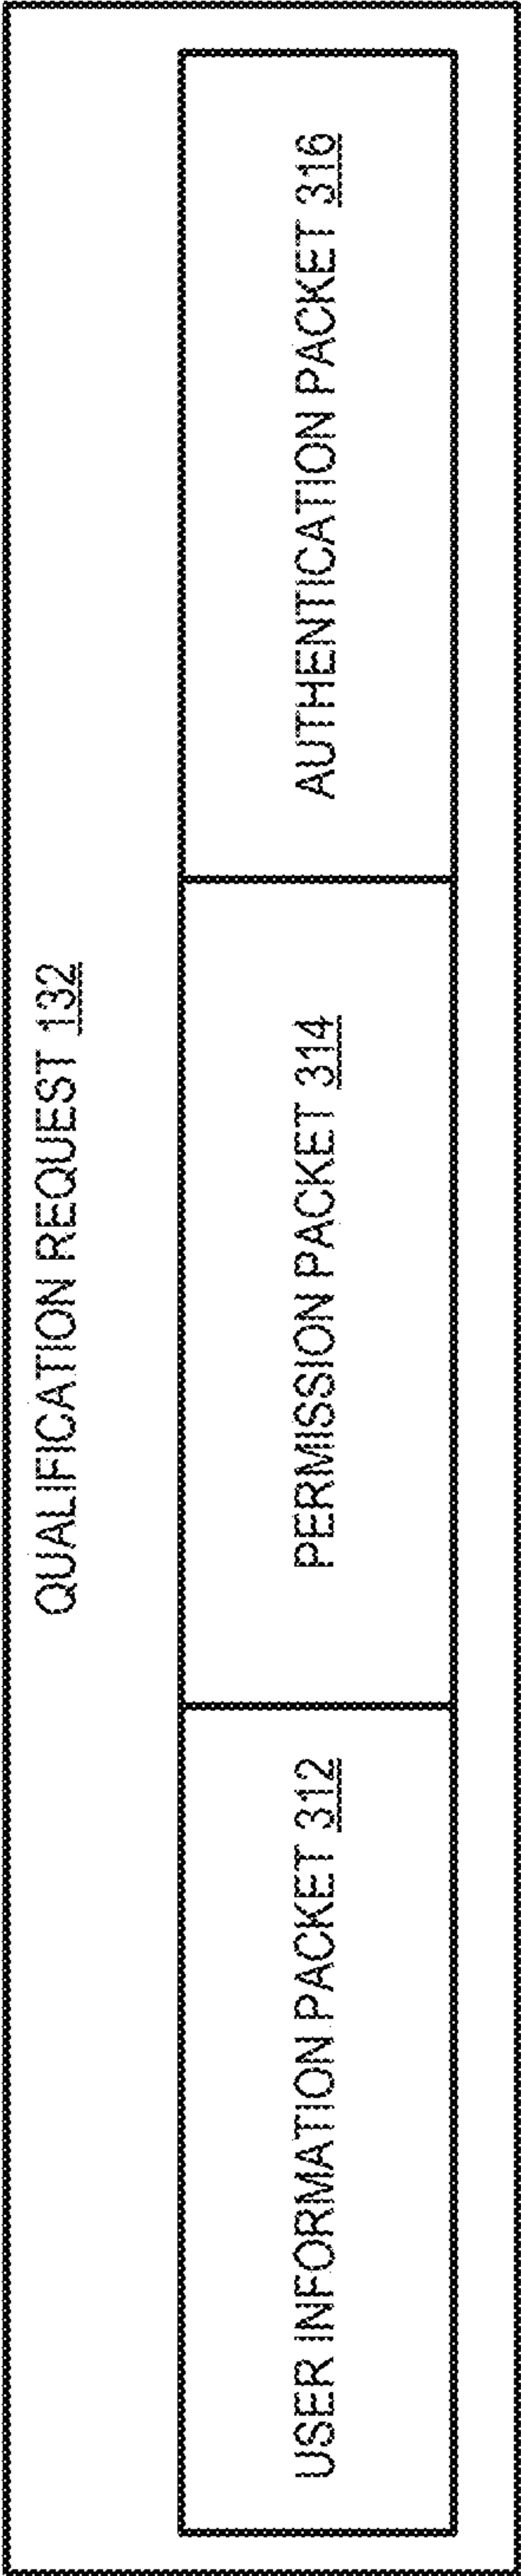 QUALIFICATION REQUEST 132
USER INFORMATION PACKET 312
PERMISSION PACKET 314
AUTHENTICATION PACKET 316